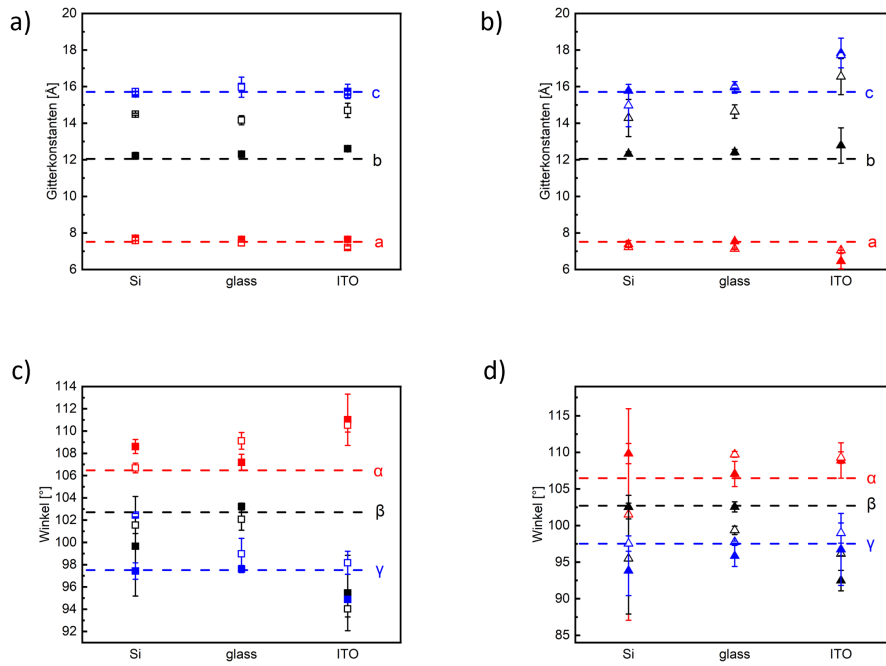 a)
20
18
16
14
12
10
8
6
Gitterkonstanten [Å]
c
b
a
Si glass ITO
b)
20
18
16
14
12
10
8
6
Gitterkonstanten [Å]
c
b
a
Si glass ITO
c)
114
112
110
108
106
104
102
100
98
96
94
92
Winkel [°]
α
β
γ
Si glass ITO
d)
115
110
105
100
95
90
85
Winkel [°]
α
β
γ
Si glass ITO